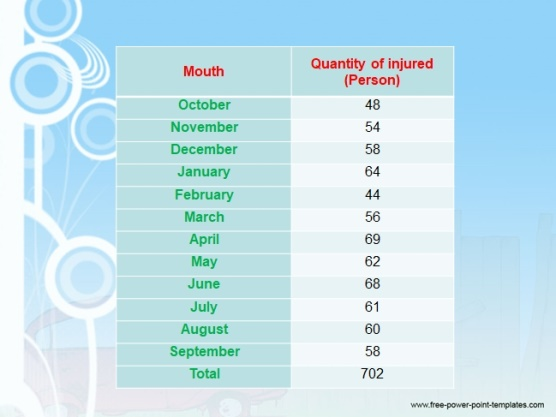 Mouth Quantity of injured
(Person)
October 48
November 54
December 58
January 64
February 44
March 56
April 69
May 62
June 68
July 61
August 60
September 58
Total 702
www.free-power-point-templates.com